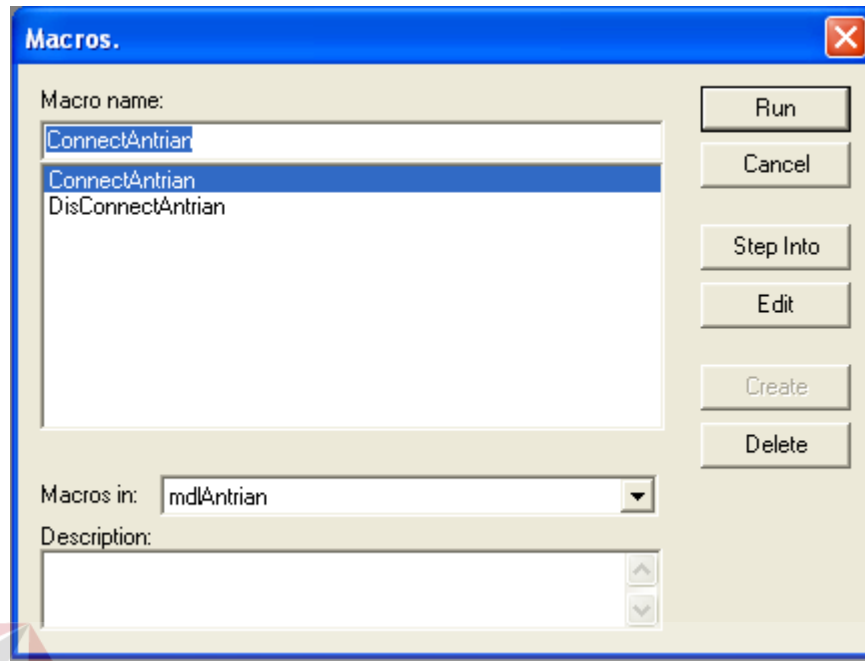 Macros.
Macro name:
ConnectAntrian
ConnectAntrian
DisConnectAntrian
Run
Cancel
Step Into
Edit
Create
Delete
Macros in:
mdlAntrian
Description: